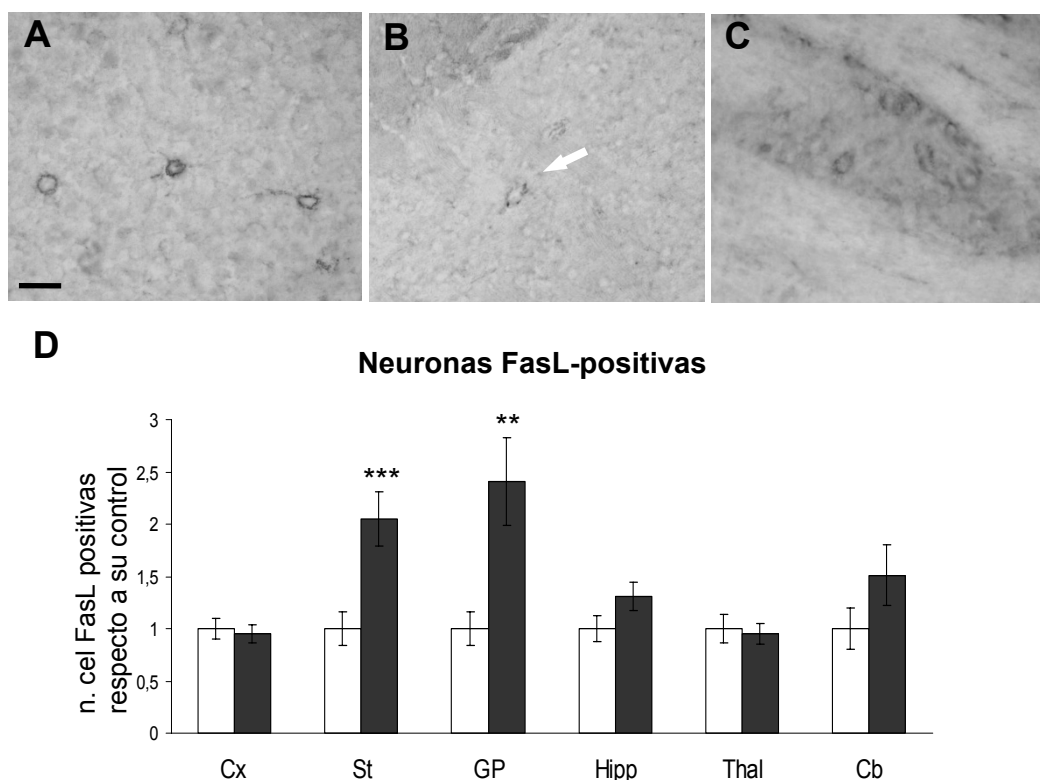 A
B
C
D
Neuronas FasL-positivas
n. cel FasL positivas
respecto a su control
3
2,5
2
1,5
1
0,5
0
***
**
Cx
St
GP
Hipp
Thal
Cb